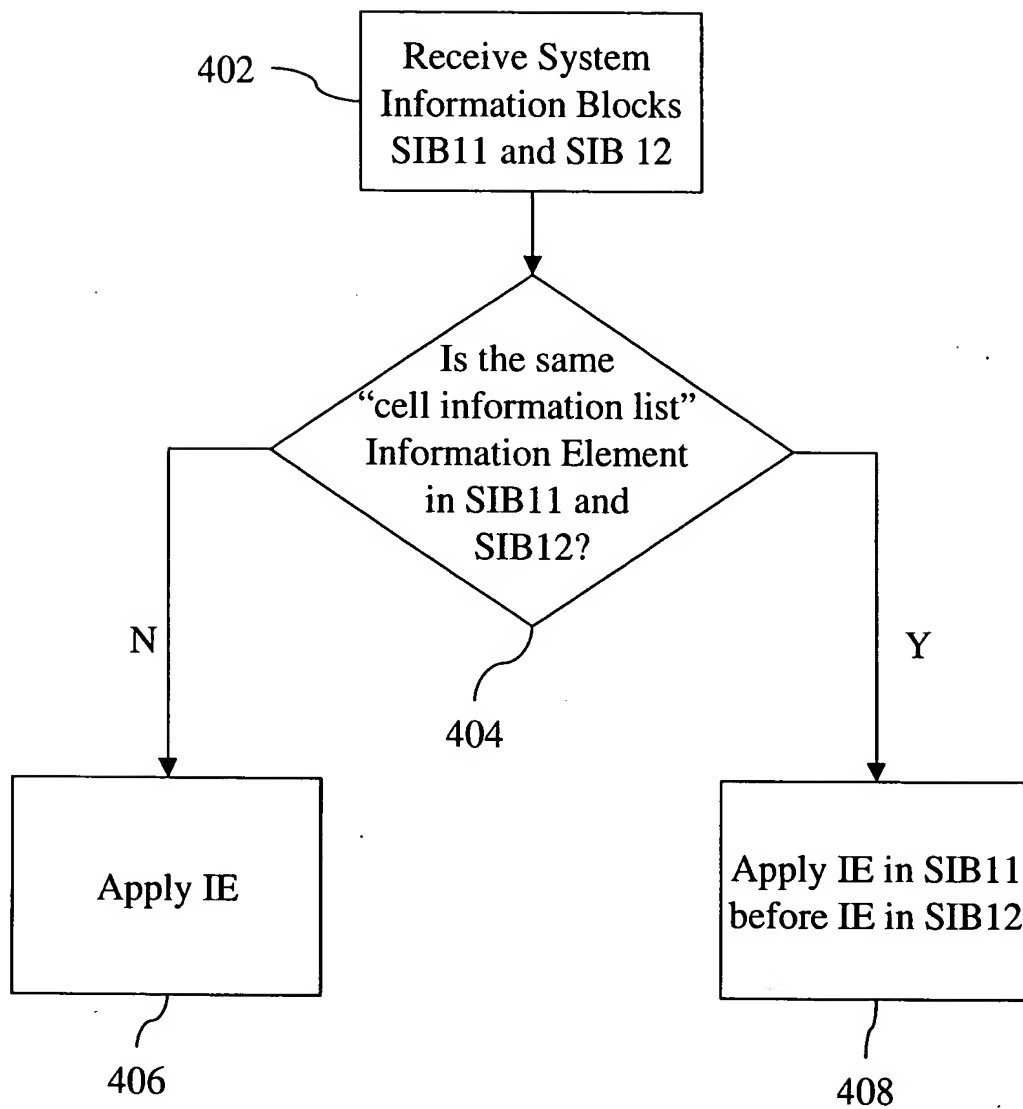 402
Receive System
Information Blocks
SIB11 and SIB 12
Is the same
“cell information list”
Information Element
in SIB11 and
SIB12?
N
Y
404
Apply IE
Apply IE in SIB11
before IE in SIB12
406
408